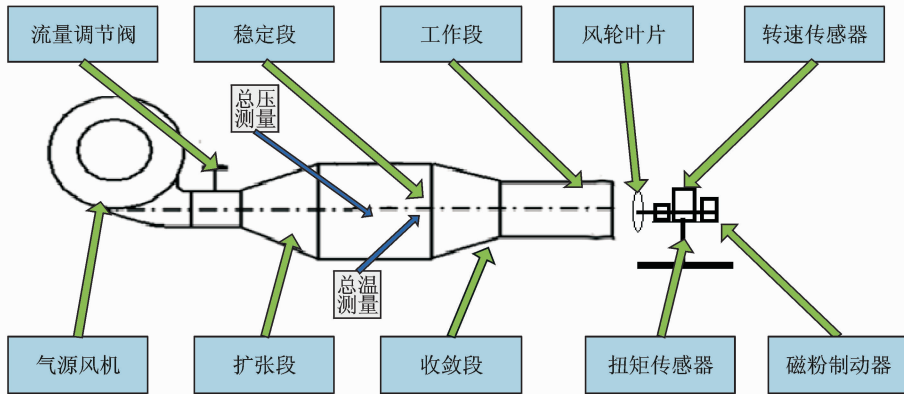 流量调节阀
稳定段
工作段
风轮叶片
转速传感器
总压
测量
总温
测量
气源风机
扩张段
收敛段
扭矩传感器
磁粉制动器